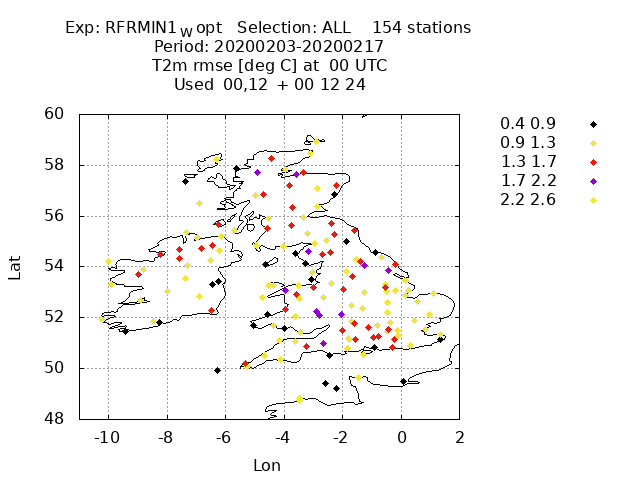 Exp: RFRMIN1_W opt   Selection: ALL    154 stations
Period: 20200203-20200217
T2m rmse [deg C] at  00 UTC
Used  00,12  + 00 12 24
60
58
56
54
52
50
48
Lat
-10 -8 -6 -4 -2 0 2
Lon
0.4 0.9
0.9 1.3
1.3 1.7
1.7 2.2
2.2 2.6